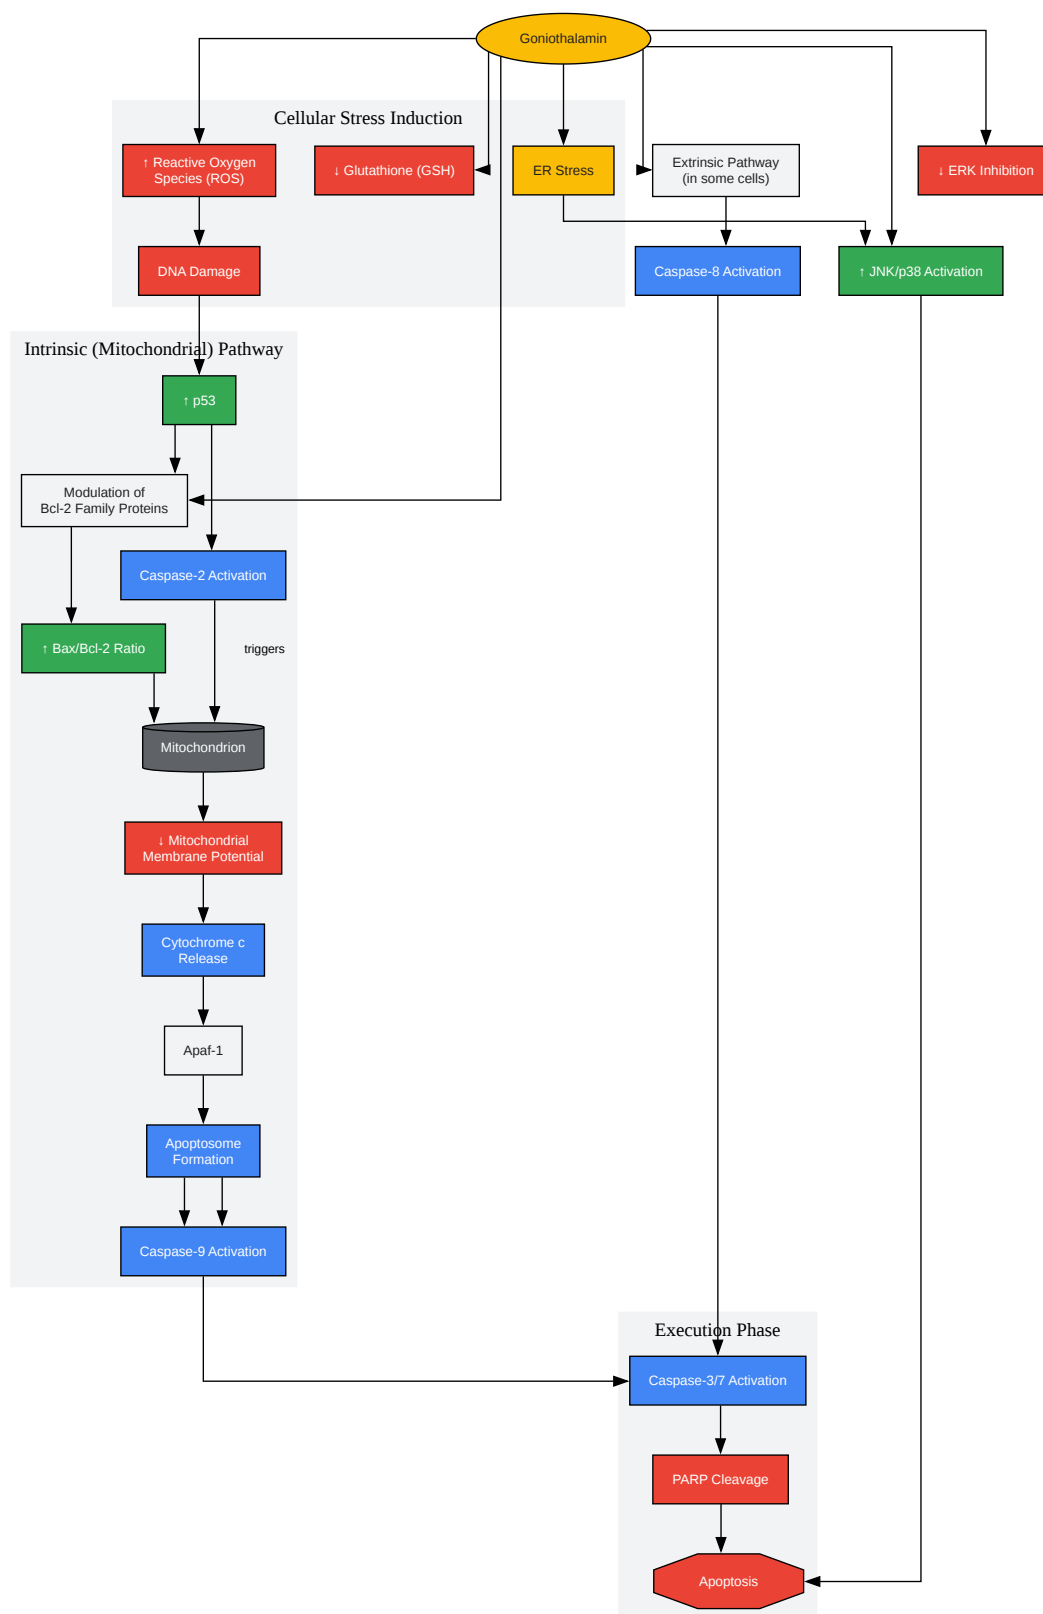 Goniothalamin
Cellular Stress Induction
↑ Reactive Oxygen
Species (ROS)
↓ Glutathione (GSH)
ER Stress
Extrinsic Pathway
(in some cells)
↓ ERK Inhibition
DNA Damage
Caspase-8 Activation
↑ JNK/p38 Activation
Intrinsic (Mitochondrial) Pathway
↑ p53
Modulation of
Bcl-2 Family Proteins
Caspase-2 Activation
↑ Bax/Bcl-2 Ratio
triggers
Mitochondrion
↓ Mitochondrial
Membrane Potential
Cytochrome c
Release
Apaf-1
Apoptosome
Formation
Caspase-9 Activation
Execution Phase
Caspase-3/7 Activation
PARP Cleavage
Apoptosis